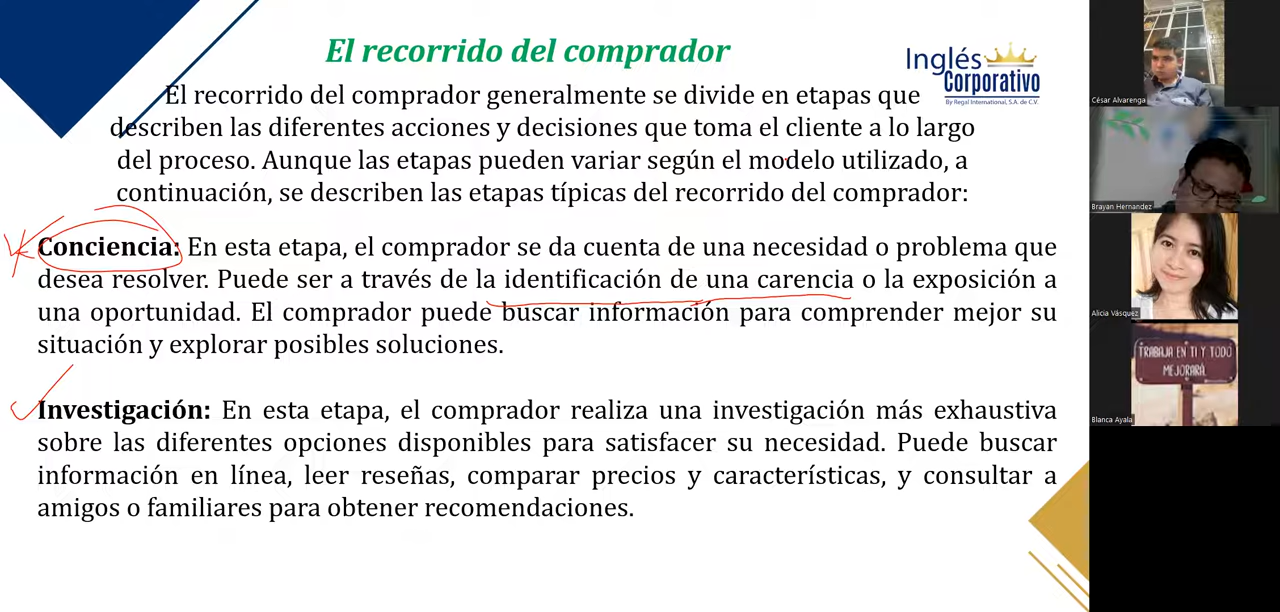 El recorrido del comprador
Inglés
Corporativo
By Regal International, S.A. de C.V.
El recorrido del comprador generalmente se divide en etapas que
describen las diferentes acciones y decisiones que toma el cliente a lo largo
del proceso. Aunque las etapas pueden variar según el modelo utilizado, a
continuación, se describen las etapas típicas del recorrido del comprador:
Conciencia: En esta etapa, el comprador se da cuenta de una necesidad o problema que
desea resolver. Puede ser a través de la identificación de una carencia o la exposición a
una oportunidad. El comprador puede buscar información para comprender mejor su
situación y explorar posibles soluciones.
Investigación: En esta etapa, el comprador realiza una investigación más exhaustiva
sobre las diferentes opciones disponibles para satisfacer su necesidad. Puede buscar
información en línea, leer reseñas, comparar precios y características, y consultar a
amigos o familiares para obtener recomendaciones.
César Alvarenga
Brayan Hernandez
Alicia Vásquez
TRABAJA EN TI Y TODO
MEJORARÁ
Blanca Ayala